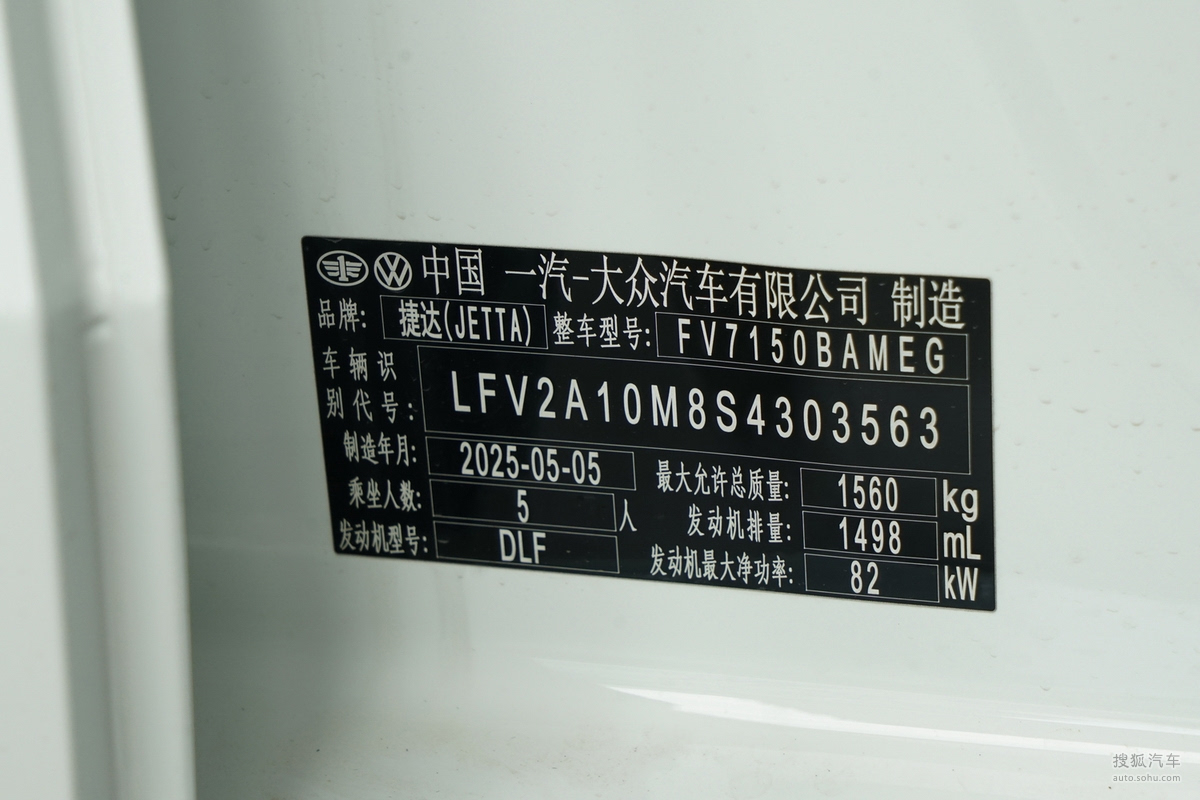 中国 一汽-大众汽车有限公司 制造
品牌: 捷达(JETTA) 整车型号: FV7150BAMEG
车辆识别代号: LFV2A10M8S4303563
制造年月: 2025-05-05 最大允许总质量: 1560 kg
乘坐人数: 5 人 发动机排量: 1498 mL
发动机型号: DLF 发动机最大净功率: 82 kW
搜狐汽车
auto.sohu.com